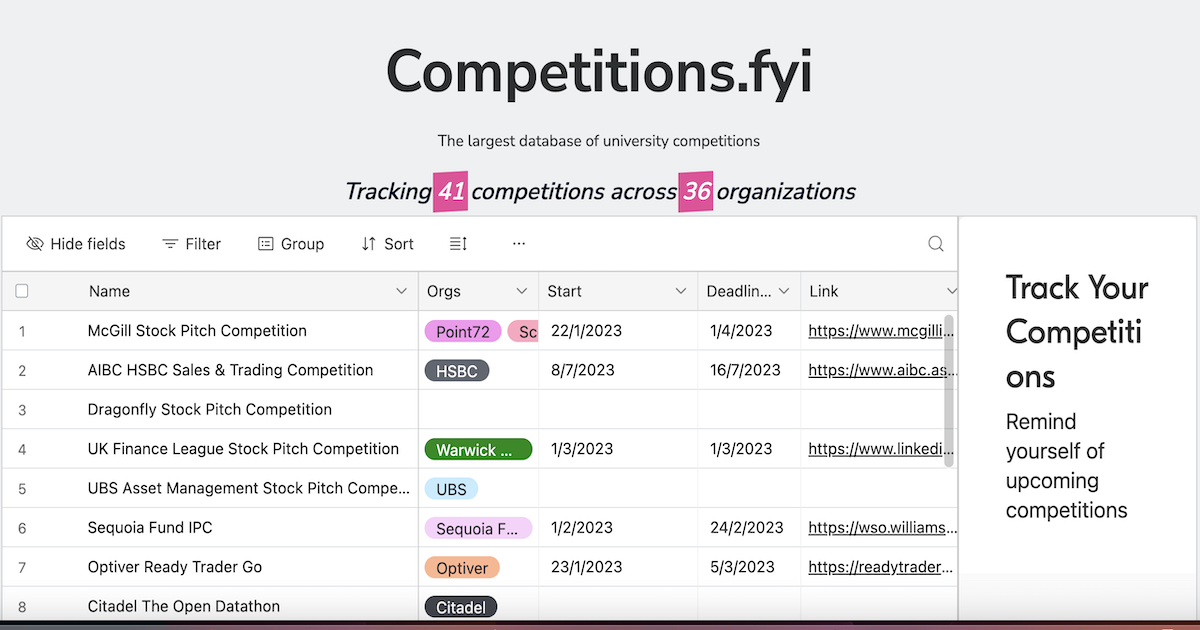 Competitions.fyi
The largest database of university competitions
Tracking 41 competitions across 36 organizations
Hide fields Filter Group Sort ...
Name Orgs Start Deadlin... Link
1 McGill Stock Pitch Competition Point72 Sc 22/1/2023 1/4/2023 https://www.mcgilli...
2 AIBC HSBC Sales & Trading Competition HSBC 8/7/2023 16/7/2023 https://www.aibc.as...
3 Dragonfly Stock Pitch Competition
4 UK Finance League Stock Pitch Competition Warwick ... 1/3/2023 1/3/2023 https://www.linkedi...
5 UBS Asset Management Stock Pitch Compe... UBS
6 Sequoia Fund IPC Sequoia F... 1/2/2023 24/2/2023 https://wso.williams...
7 Optiver Ready Trader Go Optiver 23/1/2023 5/3/2023 https://readytrader...
8 Citadel The Open Datathon Citadel
Track Your
Competiti
ons
Remind
yourself of
upcoming
competitions